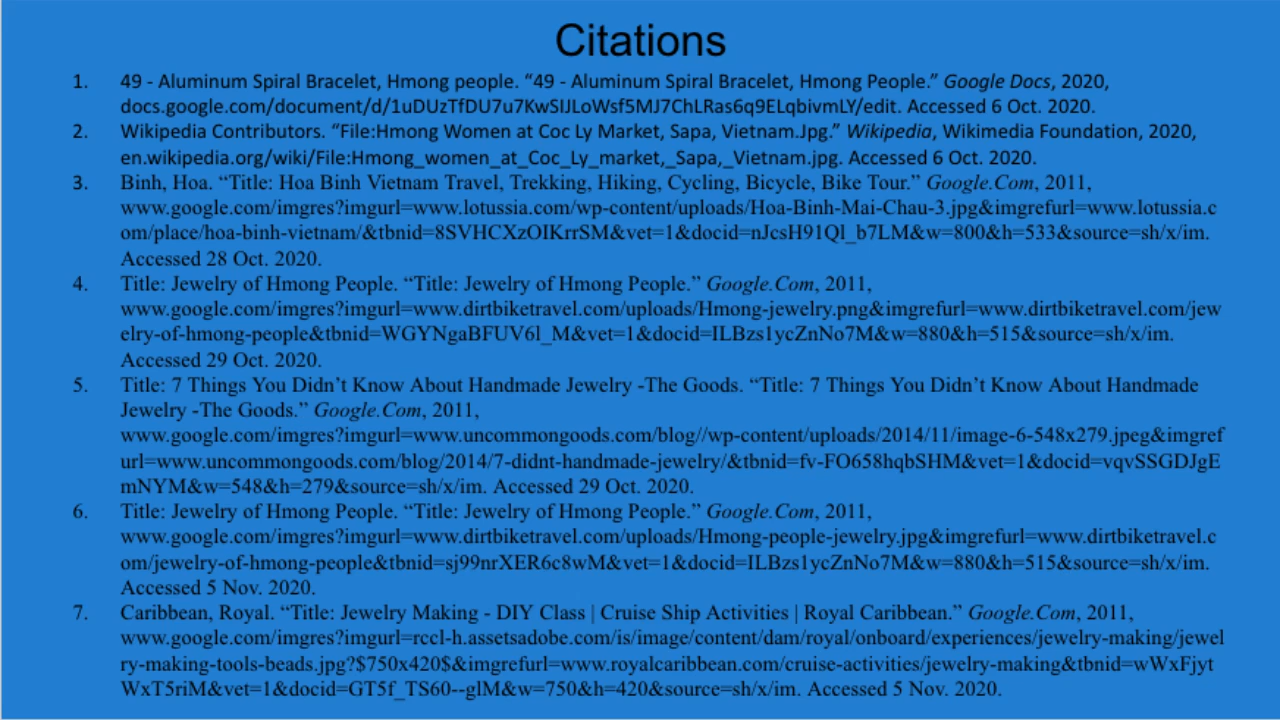 Citations
1. 49 - Aluminum Spiral Bracelet, Hmong people. “49 - Aluminum Spiral Bracelet, Hmong People.” Google Docs, 2020,
docs.google.com/document/d/1uDUzTfDU7u7KwSIJLoWsf5MJ7ChLRas6q9ELqbivmLY/edit. Accessed 6 Oct. 2020.
2. Wikipedia Contributors. “File:Hmong Women at Coc Ly Market, Sapa, Vietnam.Jpg.” Wikipedia, Wikimedia Foundation, 2020,
en.wikipedia.org/wiki/File:Hmong_women_at_Coc_Ly_market,_Sapa,_Vietnam.jpg. Accessed 6 Oct. 2020.
3. Binh, Hoa. “Title: Hoa Binh Vietnam Travel, Trekking, Hiking, Cycling, Bicycle, Bike Tour.” Google.Com, 2011,
www.google.com/imgres?imgurl=www.lotussia.com/wp-content/uploads/Hoa-Binh-Mai-Chau-3.jpg&imgrefurl=www.lotussia.c
om/place/hoa-binh-vietnam/&tbnid=8SVHCXzOIKrrSM&vet=1&docid=nJcsH91Ql_b7LM&w=800&h=533&source=sh/x/im.
Accessed 28 Oct. 2020.
4. Title: Jewelry of Hmong People. “Title: Jewelry of Hmong People.” Google.Com, 2011,
www.google.com/imgres?imgurl=www.dirtbiketravel.com/uploads/Hmong-jewelry.png&imgrefurl=www.dirtbiketravel.com/jew
elry-of-hmong-people&tbnid=WGYNgaBFUV6l_M&vet=1&docid=ILBzs1ycZnNo7M&w=880&h=515&source=sh/x/im.
Accessed 29 Oct. 2020.
5. Title: 7 Things You Didn’t Know About Handmade Jewelry -The Goods. “Title: 7 Things You Didn’t Know About Handmade
Jewelry -The Goods.” Google.Com, 2011,
www.google.com/imgres?imgurl=www.uncommongoods.com/blog//wp-content/uploads/2014/11/image-6-548x279.jpeg&imgref
url=www.uncommongoods.com/blog/2014/7-didnt-handmade-jewelry/&tbnid=fv-FO658hqbSHM&vet=1&docid=vqvSSGDJgE
mNYM&w=548&h=279&source=sh/x/im. Accessed 29 Oct. 2020.
6. Title: Jewelry of Hmong People. “Title: Jewelry of Hmong People.” Google.Com, 2011,
www.google.com/imgres?imgurl=www.dirtbiketravel.com/uploads/Hmong-people-jewelry.jpg&imgrefurl=www.dirtbiketravel.c
om/jewelry-of-hmong-people&tbnid=sj99nrXER6c8wM&vet=1&docid=ILBzs1ycZnNo7M&w=880&h=515&source=sh/x/im.
Accessed 5 Nov. 2020.
7. Caribbean, Royal. “Title: Jewelry Making - DIY Class | Cruise Ship Activities | Royal Caribbean.” Google.Com, 2011,
www.google.com/imgres?imgurl=rccl-h.assetsadobe.com/is/image/content/dam/royal/onboard/experiences/jewelry-making/jewel
ry-making-tools-beads.jpg?$750x420$&imgrefurl=www.royalcaribbean.com/cruise-activities/jewelry-making&tbnid=wWxFjyt
WxT5riM&vet=1&docid=GT5f_TS60--glM&w=750&h=420&source=sh/x/im. Accessed 5 Nov. 2020.